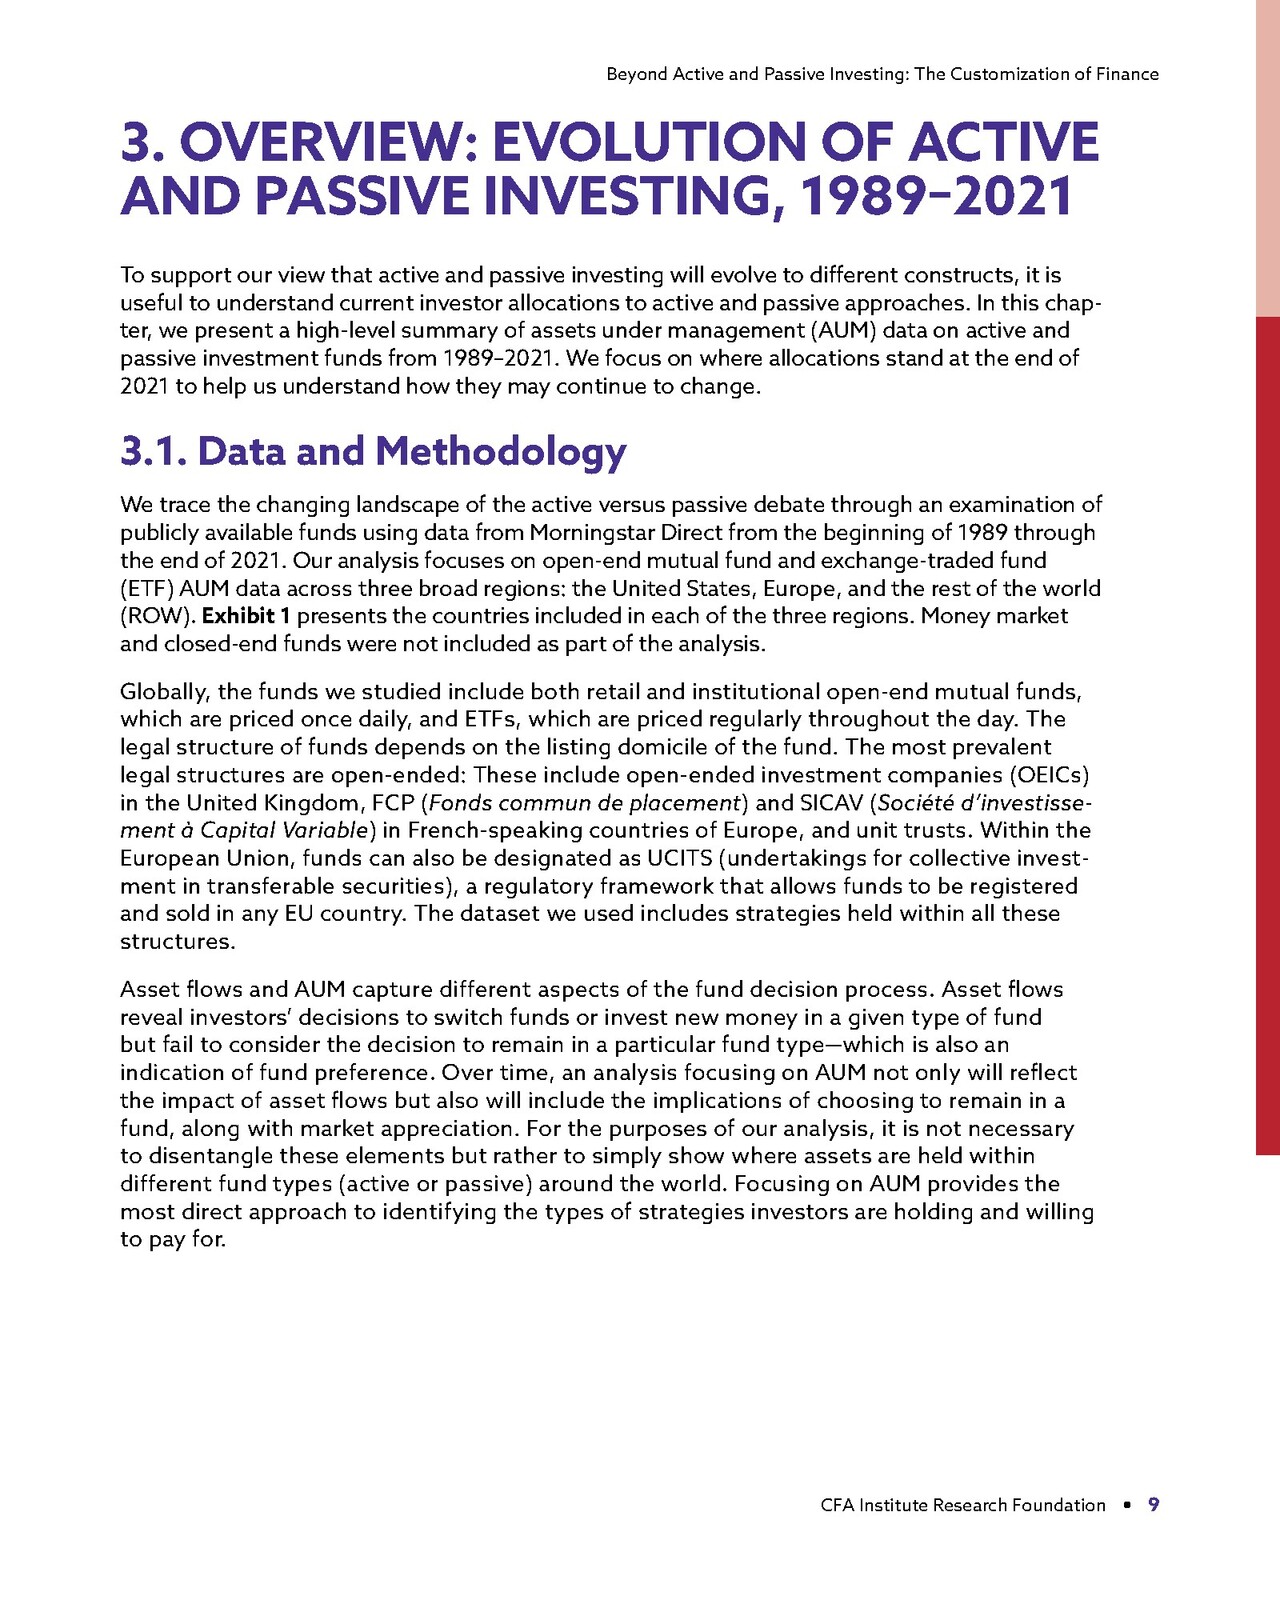 Beyond Active and Passive Investing: The Customization of Finance
3. OVERVIEW: EVOLUTION OF ACTIVE
AND PASSIVE INVESTING, 1989–2021
To support our view that active and passive investing will evolve to different constructs, it is
useful to understand current investor allocations to active and passive approaches. In this chap-
ter, we present a high-level summary of assets under management (AUM) data on active and
passive investment funds from 1989–2021. We focus on where allocations stand at the end of
2021 to help us understand how they may continue to change.
3.1. Data and Methodology
We trace the changing landscape of the active versus passive debate through an examination of
publicly available funds using data from Morningstar Direct from the beginning of 1989 through
the end of 2021. Our analysis focuses on open-end mutual fund and exchange-traded fund
(ETF) AUM data across three broad regions: the United States, Europe, and the rest of the world
(ROW). Exhibit 1 presents the countries included in each of the three regions. Money market
and closed-end funds were not included as part of the analysis.
Globally, the funds we studied include both retail and institutional open-end mutual funds,
which are priced once daily, and ETFs, which are priced regularly throughout the day. The
legal structure of funds depends on the listing domicile of the fund. The most prevalent
legal structures are open-ended: These include open-ended investment companies (OEICs)
in the United Kingdom, FCP (Fonds commun de placement) and SICAV (Société d’investisse-
ment à Capital Variable) in French-speaking countries of Europe, and unit trusts. Within the
European Union, funds can also be designated as UCITS (undertakings for collective invest-
ment in transferable securities), a regulatory framework that allows funds to be registered
and sold in any EU country. The dataset we used includes strategies held within all these
structures.
Asset flows and AUM capture different aspects of the fund decision process. Asset flows
reveal investors’ decisions to switch funds or invest new money in a given type of fund
but fail to consider the decision to remain in a particular fund type—which is also an
indication of fund preference. Over time, an analysis focusing on AUM not only will reflect
the impact of asset flows but also will include the implications of choosing to remain in a
fund, along with market appreciation. For the purposes of our analysis, it is not necessary
to disentangle these elements but rather to simply show where assets are held within
different fund types (active or passive) around the world. Focusing on AUM provides the
most direct approach to identifying the types of strategies investors are holding and willing
to pay for.
CFA Institute Research Foundation • 9